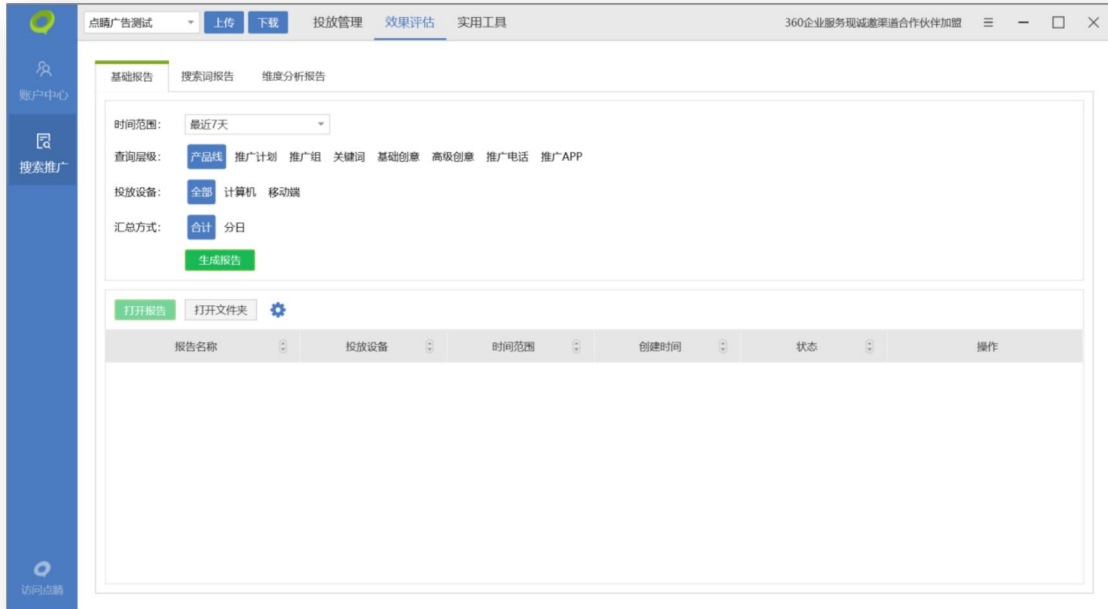 点睛广告测试 上传 下载 投放管理 效果评估 实用工具 360企业服务现诚邀渠道合作伙伴加盟
账户中心
搜索推广
基础报告 搜索词报告 维度分析报告
时间范围： 最近7天
查询层级： 产品线 推广计划 推广组 关键词 基础创意 高级创意 推广电话 推广APP
投放设备： 全部 计算机 移动端
汇总方式： 合计 分日
生成报告
打开报告 打开文件夹
报告名称 投放设备 时间范围 创建时间 状态 操作
访问点睛